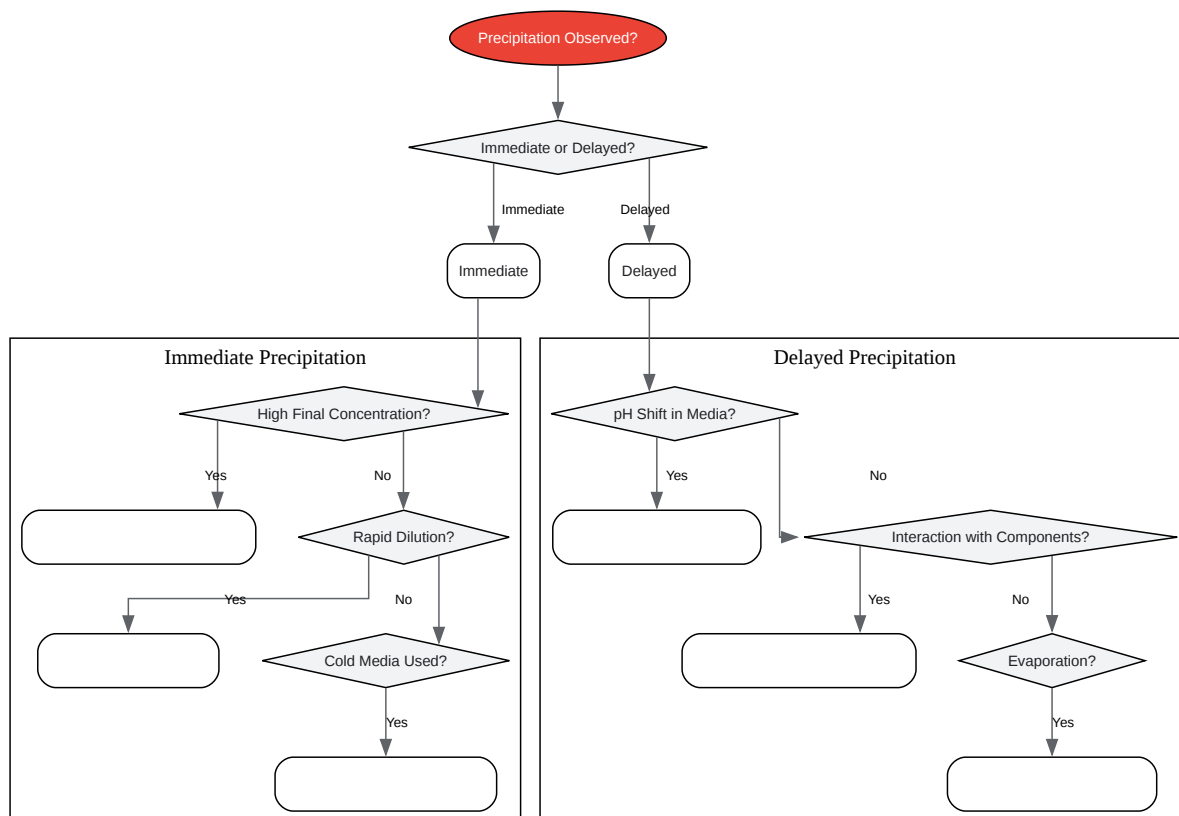 Precipitation Observed?
Immediate or Delayed?
Immediate
Delayed
Immediate
Delayed
Immediate Precipitation
Delayed Precipitation
High Final Concentration?
pH Shift in Media?
Yes
No
Yes
No
Rapid Dilution?
Interaction with Components?
Yes
No
Yes
No
Cold Media Used?
Evaporation?
Yes
Yes